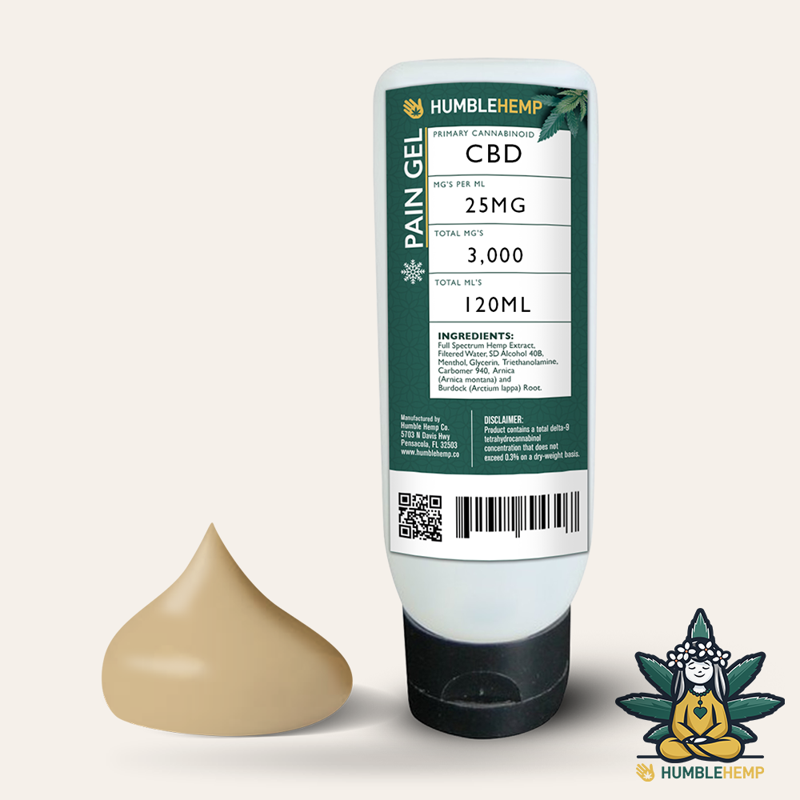 HUMBLEHEMP
PAIN GEL
PRIMARY CANNABINOID
CBD
MG'S PER ML
25MG
TOTAL MG'S
3,000
TOTAL ML'S
120ML
INGREDIENTS:
Full Spectrum Hemp Extract,
Filtered Water, SD Alcohol 40B,
Menthol, Glycerin, Triethanolamine,
Carbomer 940, Arnica
(Arnica montana) and
Burdock (Arctium lappa) Root.
Manufactured by
Humble Hemp Co.
5703 N Davis Hwy
Pensacola, FL 32503
www.humblehemp.co
DISCLAIMER:
Product contains a total delta-9
tetrahydrocannabinol
concentration that does not
exceed 0.3% on a dry-weight basis.
HUMBLEHEMP